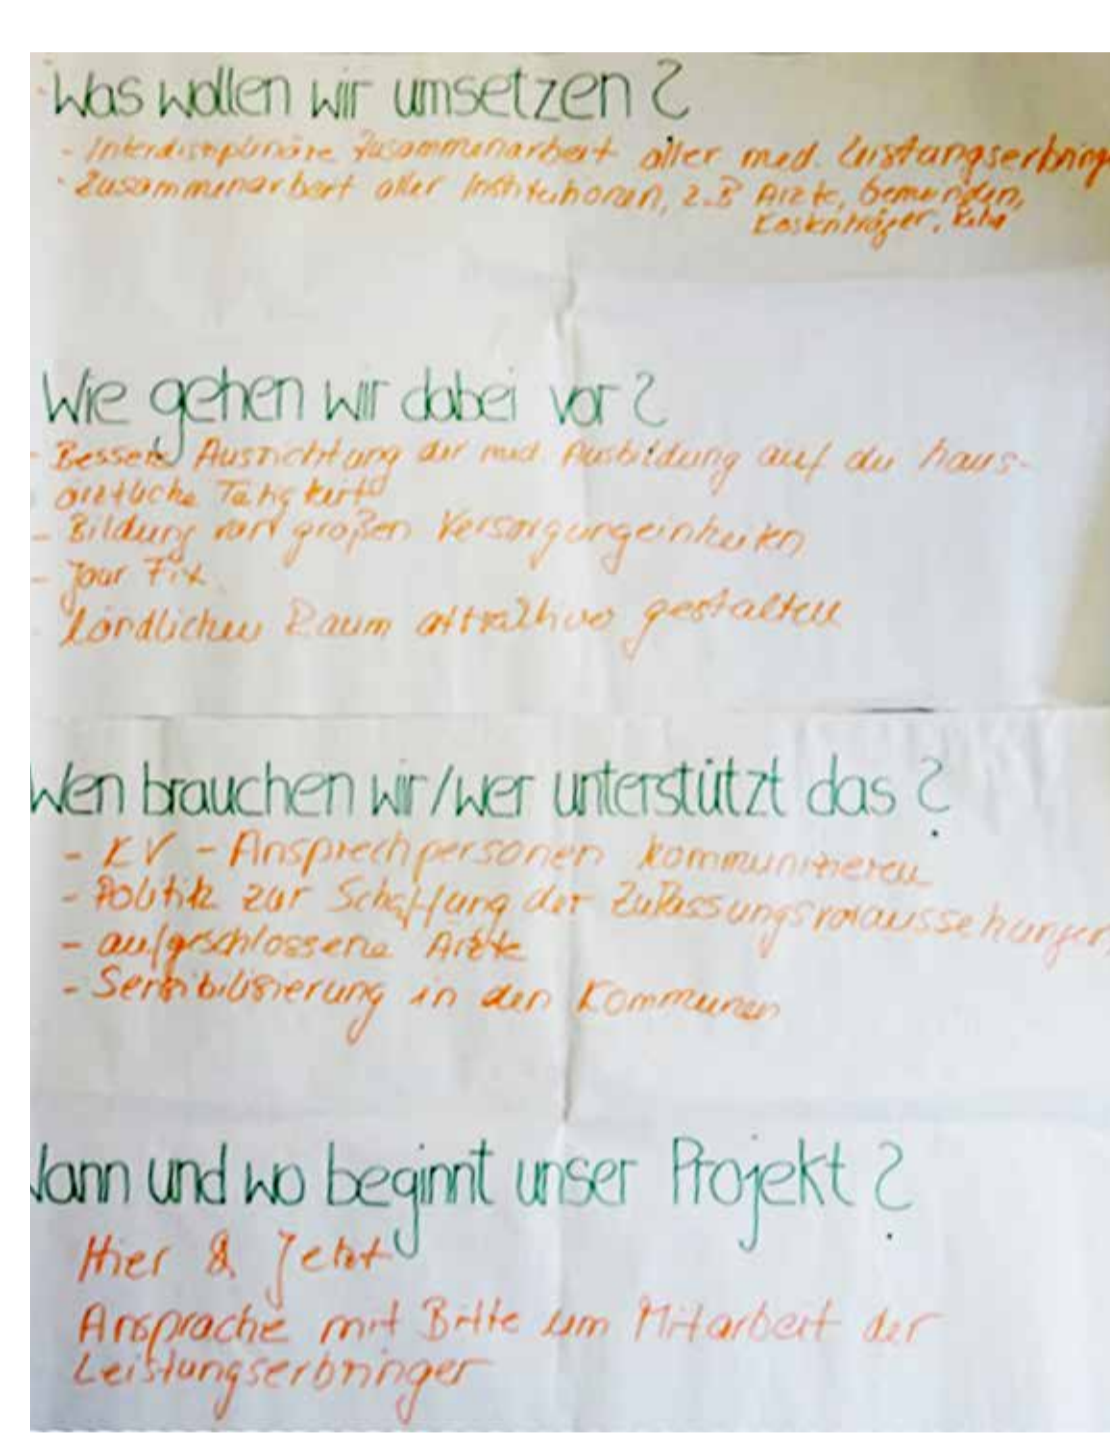 Was wollen wir umsetzen?
- Interdisziplinäre Zusammenarbeit aller med. Leistungserbring
- Zusammenarbeit aller Institutionen, z.B Ärzte, Gemeinden,
Kostenträger, Reha
Wie gehen wir dabei vor?
- Bessere Ausrichtung der med. Ausbildung auf die haus-
ärztliche Tätigkeit
- Bildung von großen Versorgungeinheiten
- Jour Fix
- Ländlichen Raum attraktiver gestalten
Wen brauchen wir/wer unterstützt das?
- KV - Ansprechpersonen kommunizieren
- Politik zur Schaffung der Zulassungsvoraussetzungen
- aufgeschlossene Ärzte
- Sensibilisierung in den Kommunen
Wann und wo beginnt unser Projekt?
Hier & Jetzt
Ansprache mit Bitte um Mitarbeit der
Leistungserbringer